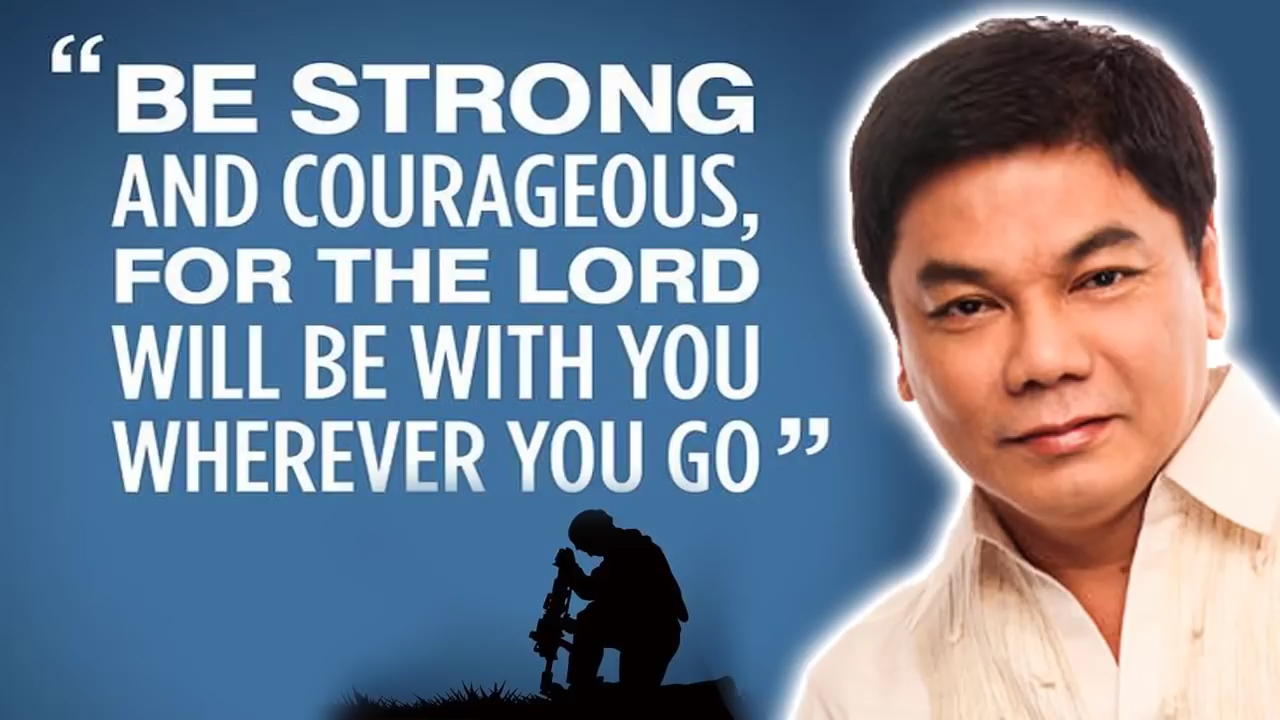 “BE STRONG
AND COURAGEOUS,
FOR THE LORD
WILL BE WITH YOU
WHEREVER YOU GO”